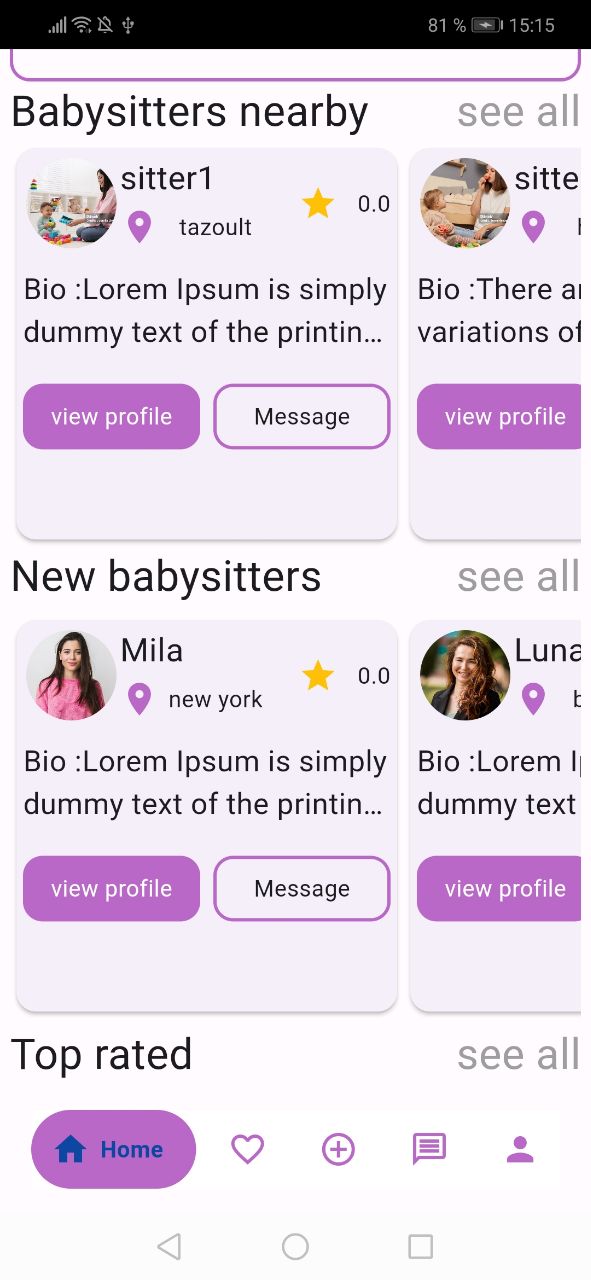 81 % 15:15
Babysitters nearby see all
sitter1
0.0
tazoult
Bio :Lorem Ipsum is simply
dummy text of the printin…
view profile Message
sitte
Bio :There ar
variations of
view profile
New babysitters see all
Mila
0.0
new york
Bio :Lorem Ipsum is simply
dummy text of the printin…
view profile Message
Luna
b
Bio :Lorem I
dummy text
view profile
Top rated see all
Home